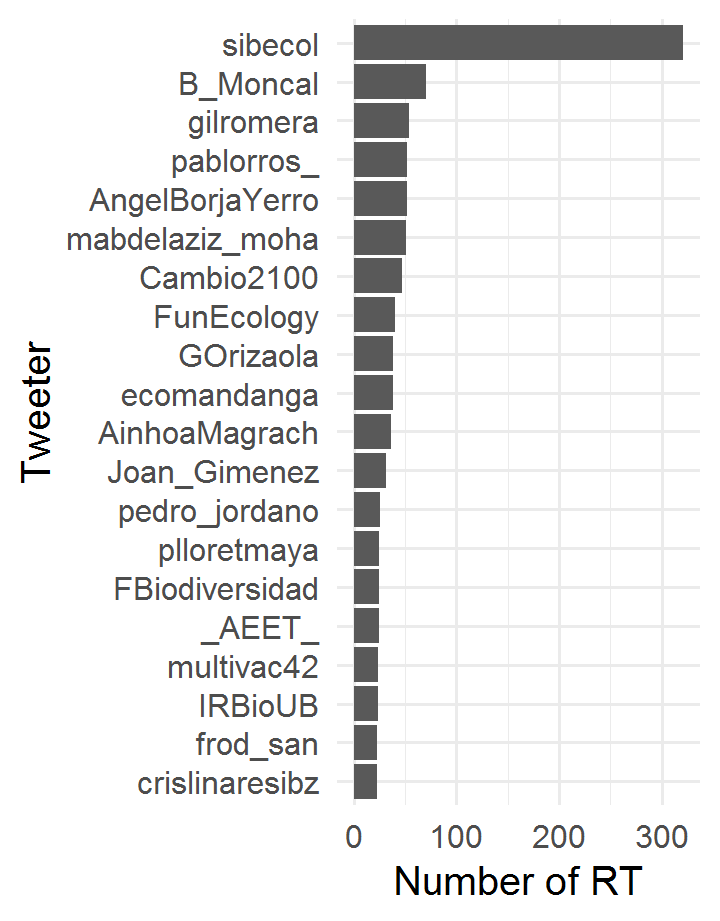 sibecol
B_Moncal
gilromera
pablorros_
AngelBorjaYerro
mabdelaziz_moha
Cambio2100
FunEcology
GOrizaola
ecomandanga
AinhoaMagrach
Joan_Gimenez
pedro_jordano
plloretmaya
FBiodiversidad
_AEET_
multivac42
IRBioUB
frod_san
crislinaresibz
Tweeter
0 100 200 300
Number of RT